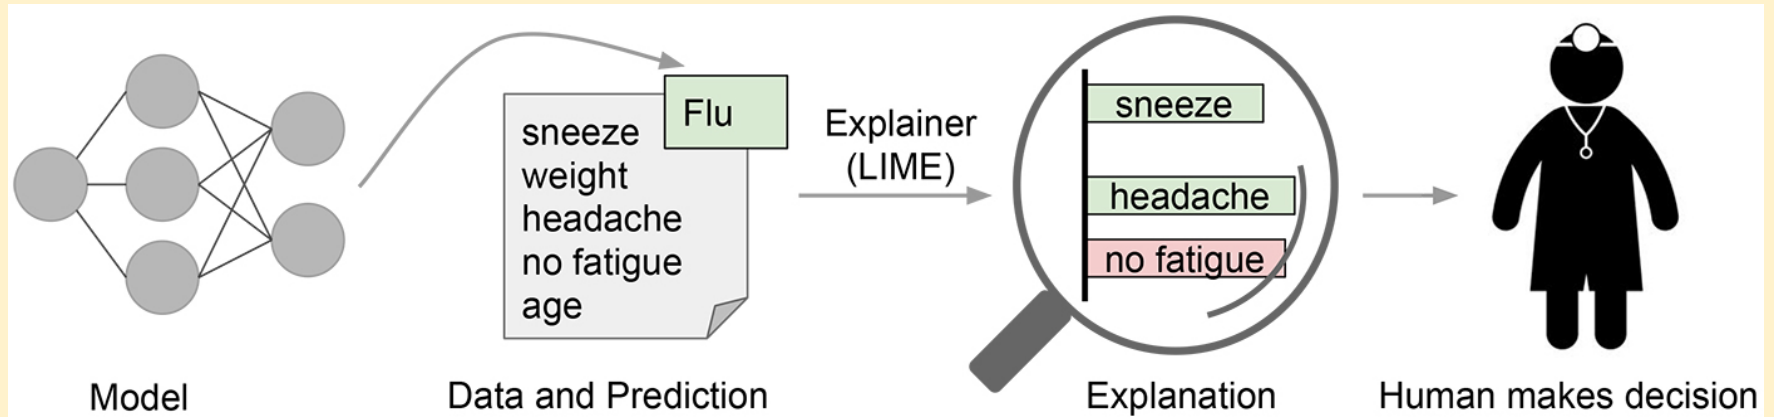 Flu
sneeze
weight
headache
no fatigue
age
Explainer
(LIME)
sneeze
headache
no fatigue
Model
Data and Prediction
Explanation
Human makes decision